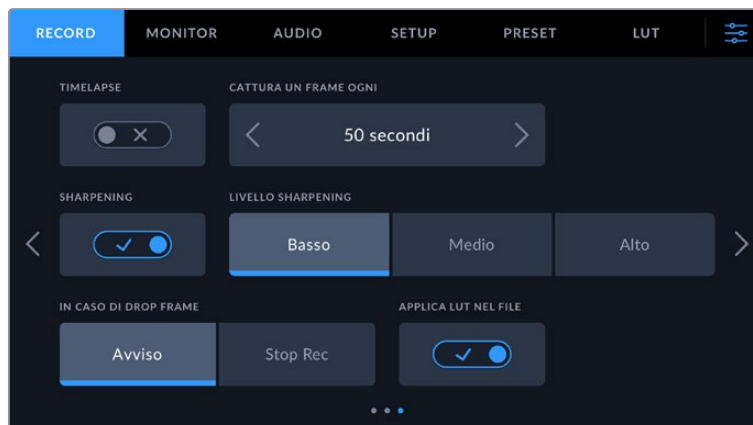 RECORD MONITOR AUDIO SETUP PRESET LUT
TIMELAPSE CATTURA UN FRAME OGNI
50 secondi
SHARPENING LIVELLO SHARPENING
Basso Medio Alto
IN CASO DI DROP FRAME APPLICA LUT NEL FILE
Avviso Stop Rec